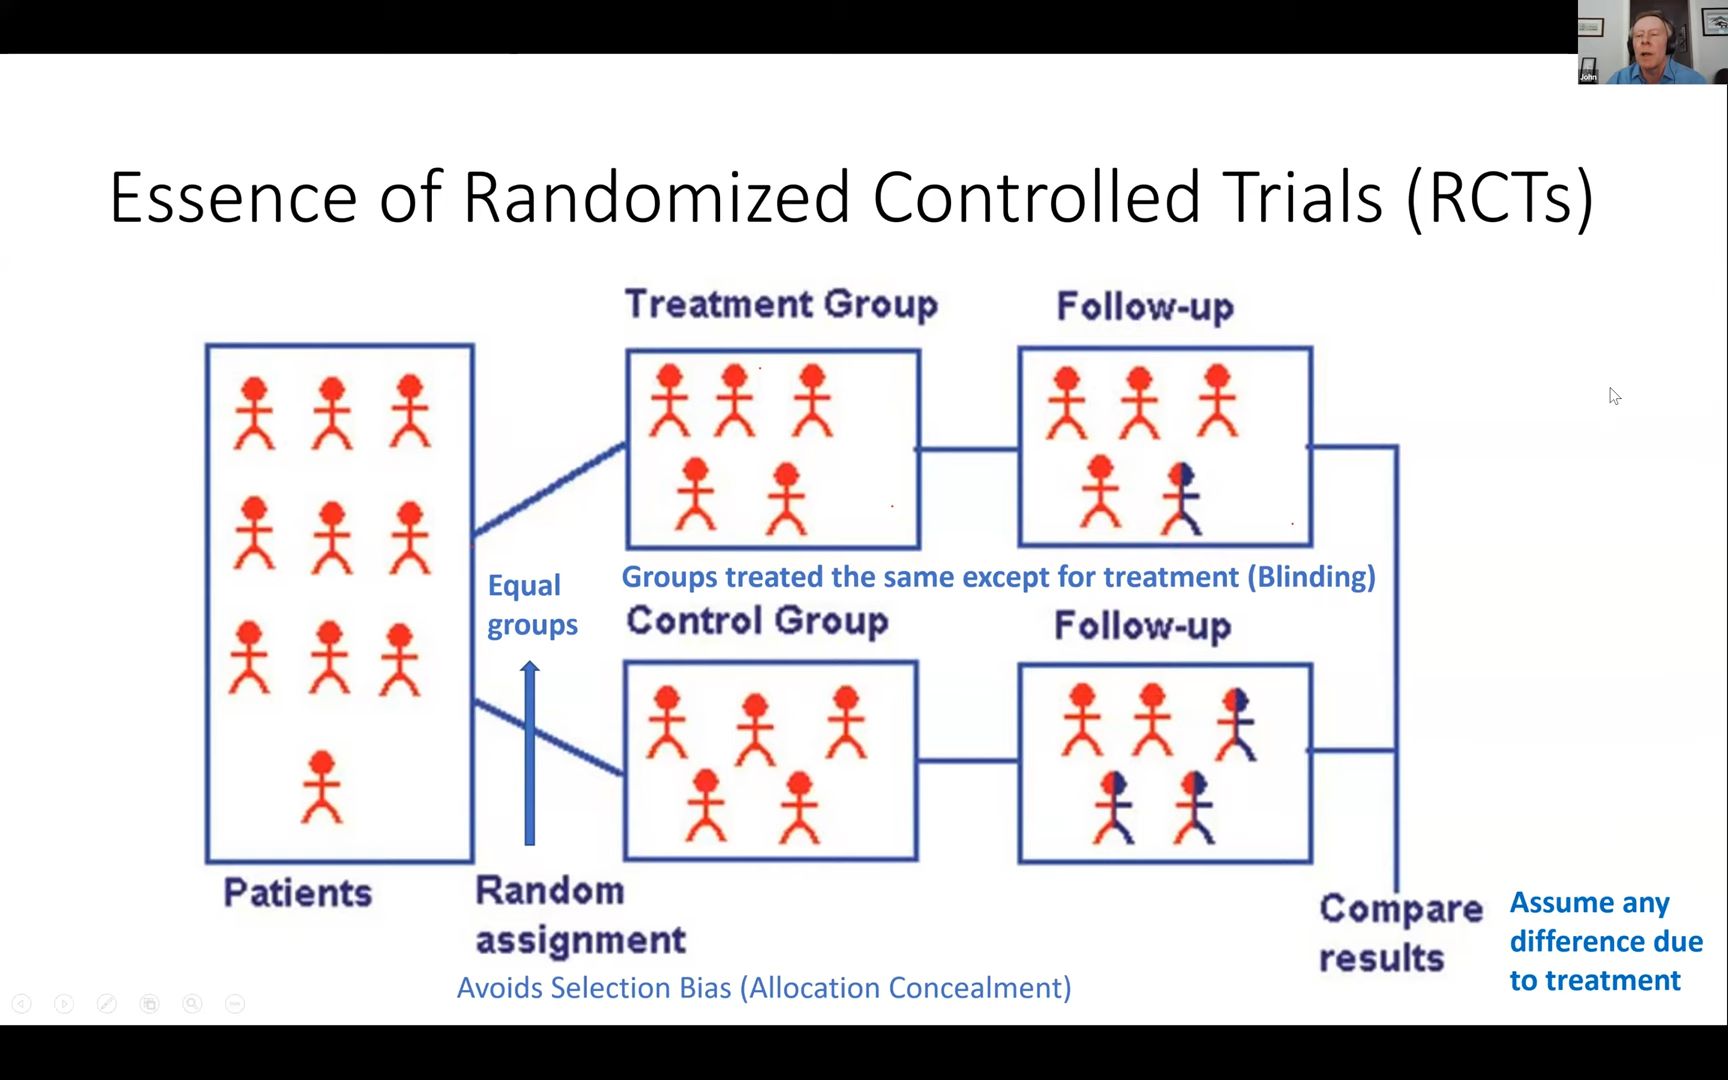 John
Essence of Randomized Controlled Trials (RCTs)
Treatment Group
Follow-up
Equal
groups
Groups treated the same except for treatment (Blinding)
Control Group
Follow-up
Patients
Random
assignment
Avoids Selection Bias (Allocation Concealment)
Compare
results
Assume any
difference due
to treatment